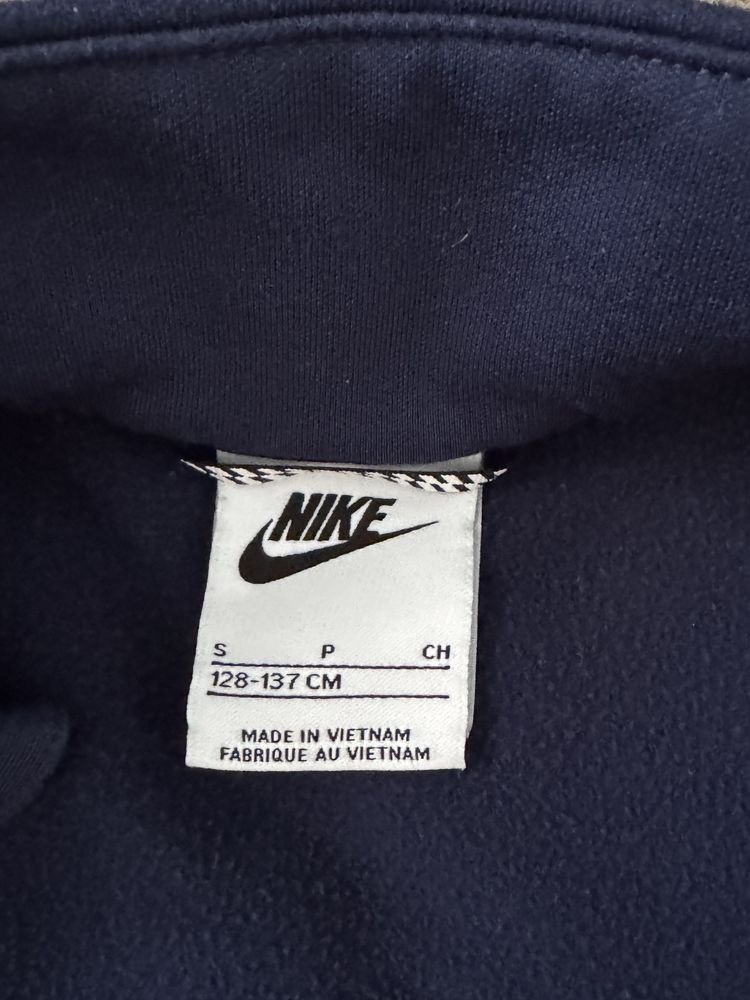 NIKE
S P CH
128-137 CM
MADE IN VIETNAM
FABRIQUE AU VIETNAM